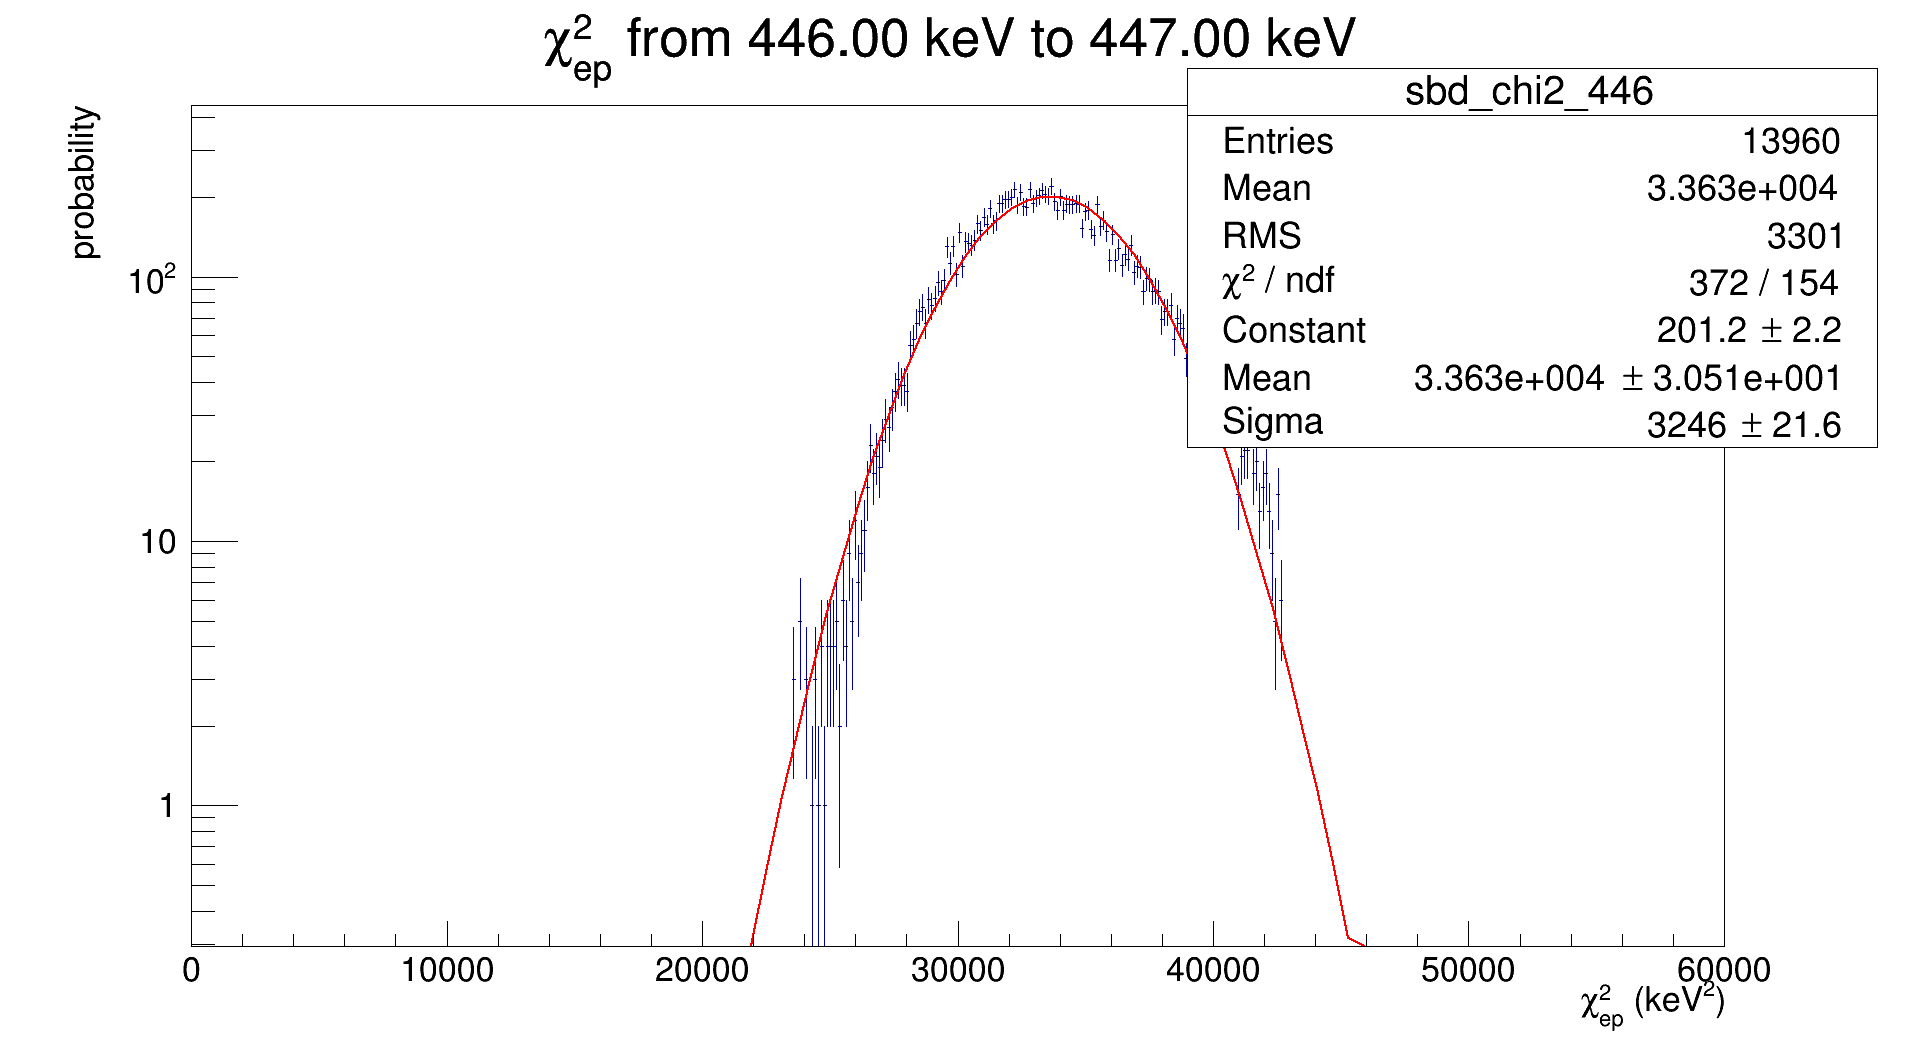 χ²ep from 446.00 keV to 447.00 keV
sbd_chi2_446
Entries 13960
Mean 3.363e+004
RMS 3301
χ² / ndf 372 / 154
Constant 201.2 ± 2.2
Mean 3.363e+004 ± 3.051e+001
Sigma 3246 ± 21.6
probability
10²
10
1
0 10000 20000 30000 40000 50000 60000
χ²ep (keV²)